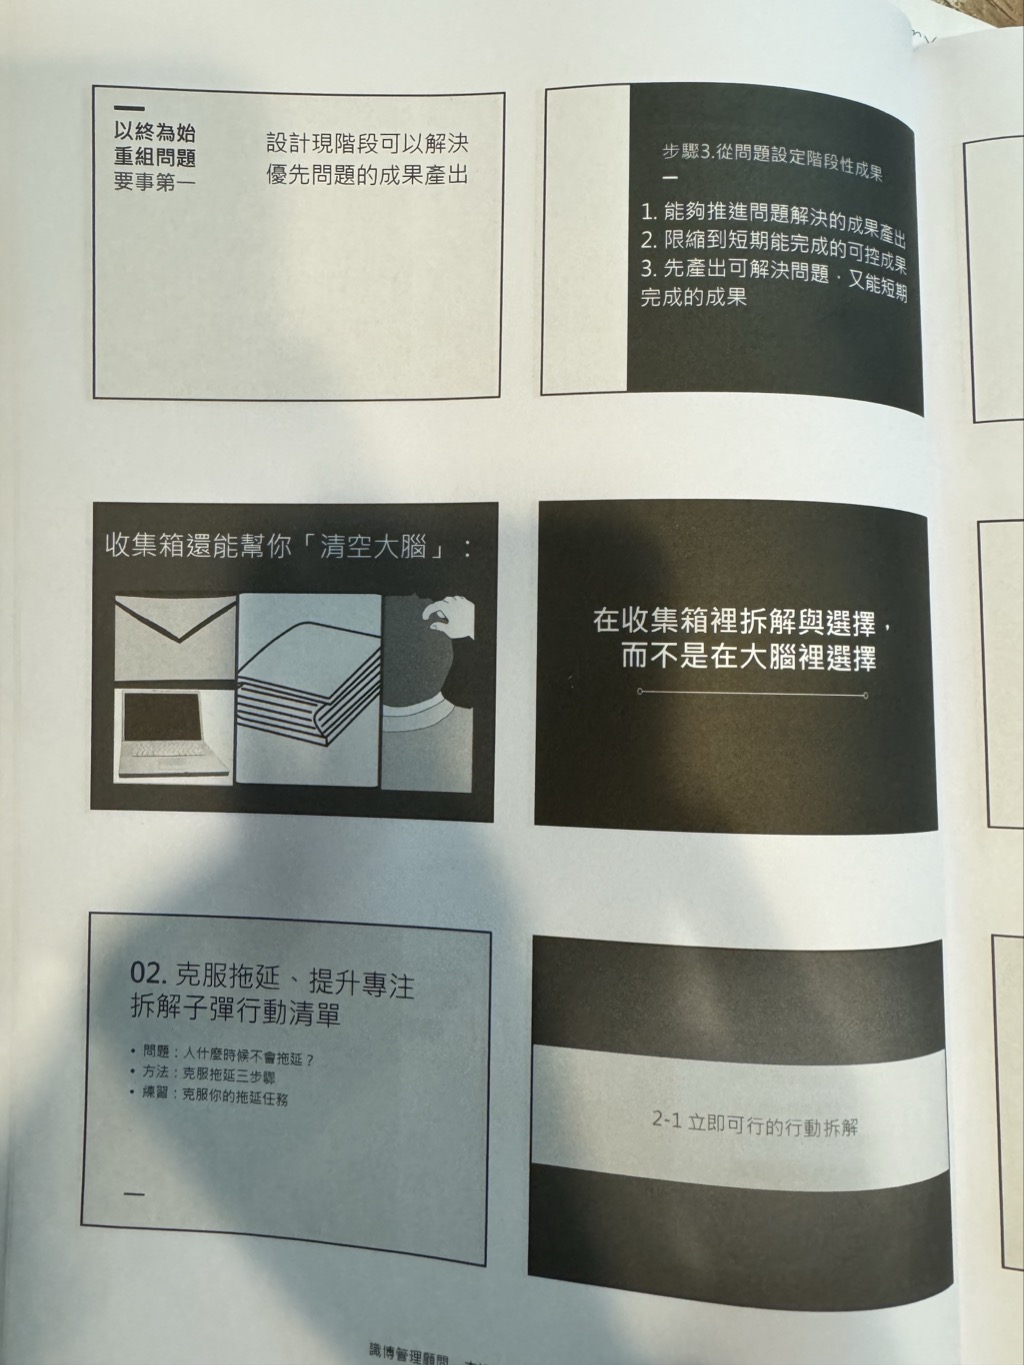 以終為始
重組問題
要事第一
設計現階段可以解決
優先問題的成果產出
步驟3.從問題設定階段性成果
1. 能夠推進問題解決的成果產出
2. 限縮到短期能完成的可控成果
3. 先產出可解決問題，又能短期
完成的成果
收集箱還能幫你「清空大腦」：
在收集箱裡拆解與選擇，
而不是在大腦裡選擇
02. 克服拖延、提升專注
拆解子彈行動清單
• 問題：人什麼時候不會拖延？
• 方法：克服拖延三步驟
• 練習：克服你的拖延任務
2-1 立即可行的行動拆解
識博管理顧問